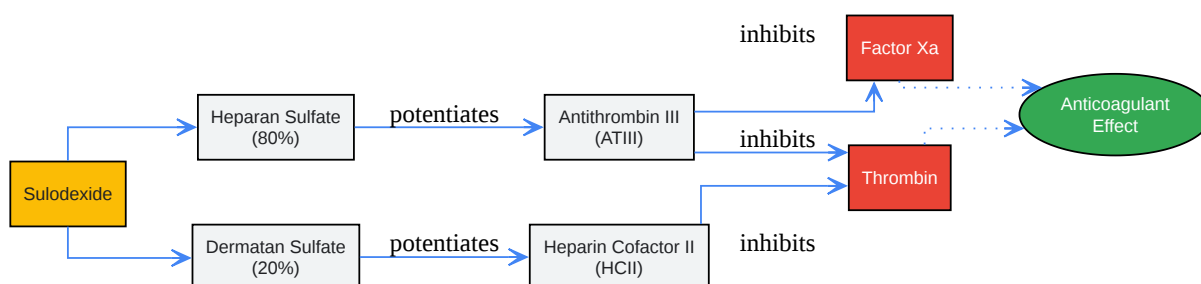 inhibits
Factor Xa
Heparan Sulfate
(80%)
potentiates
Antithrombin III
(ATIII)
inhibits
Anticoagulant
Effect
Sulodexide
Thrombin
Dermatan Sulfate
(20%)
potentiates
Heparin Cofactor II
(HCII)
inhibits